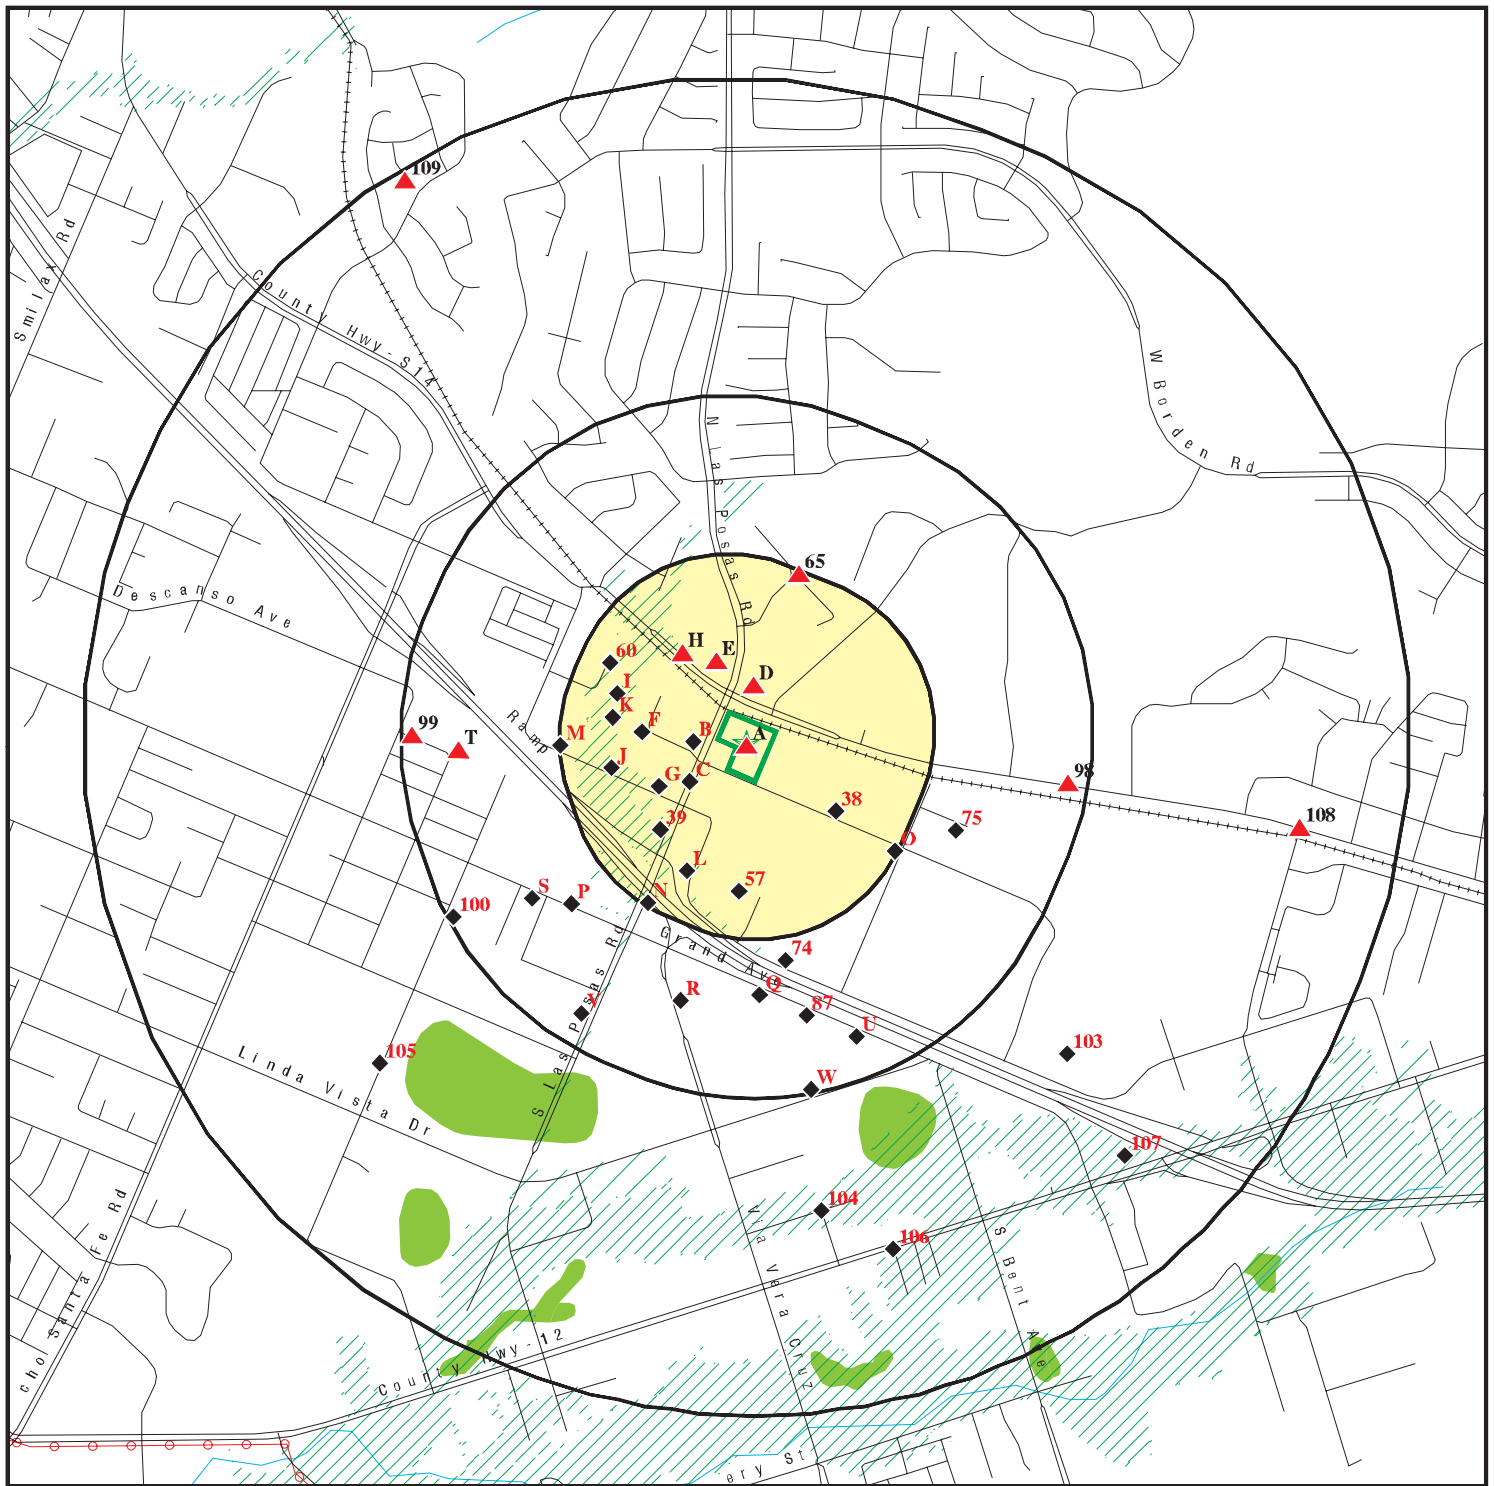 109
Smilax Rd
County Hwy-S14
W Borden Rd
N Las Posas Rd
65
Descanso Ave
H
E
60
D
I
K
F
B
A
M
Ramp
99
T
J
G
C
98
38
75
108
39
O
L
57
S
P
N
100
Grand Ave
74
Q
R
87
Y
U
103
105
W
Linda Vista Dr
S Las Posas Rd
107
104
106
Via Vera Cruz
S Bent Ave
cho Santa Fe Rd
County Hwy-12
ery St